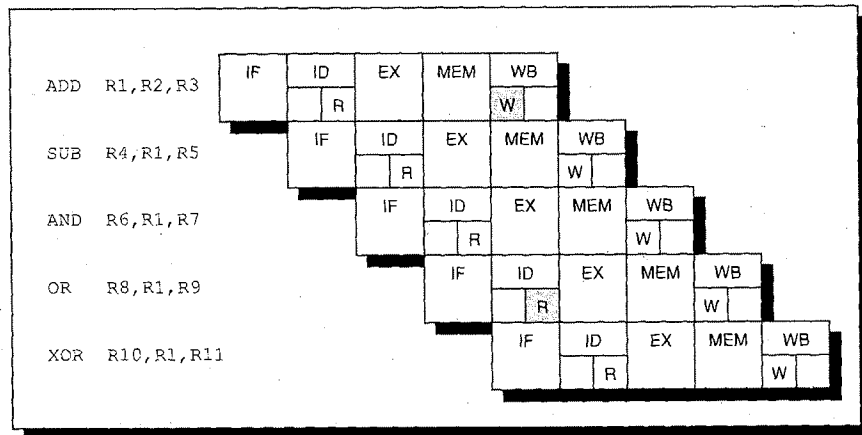 IF ID EX MEM WB
ADD R1,R2,R3
R W
IF ID EX MEM WB
SUB R4,R1,R5
R W
IF ID EX MEM WB
AND R6,R1,R7
R W
IF ID EX MEM WB
OR R8,R1,R9
R W
IF ID EX MEM WB
XOR R10,R1,R11
R W